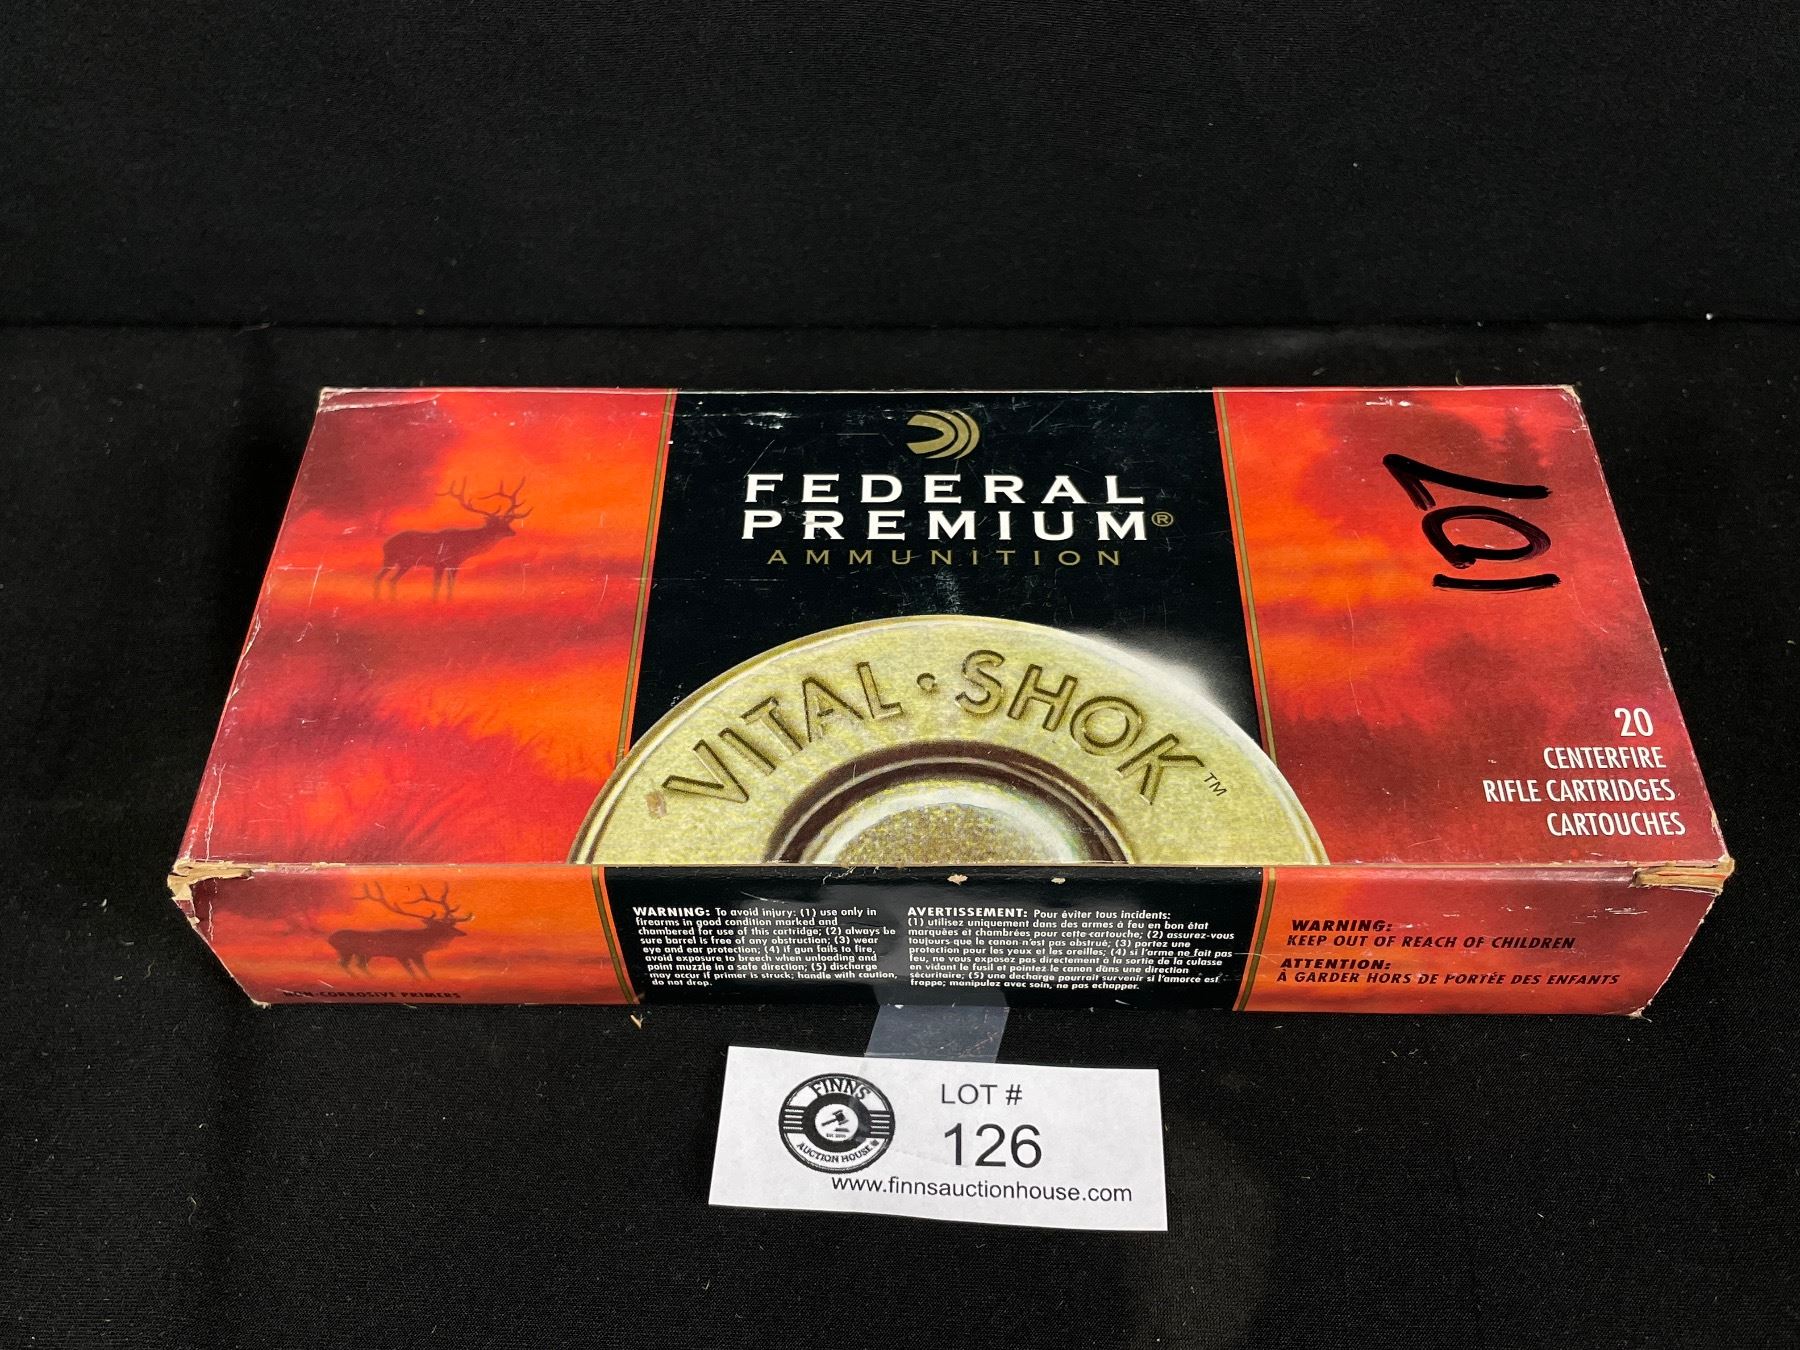 FEDERAL
PREMIUM®
AMMUNITION
107
VITAL·SHOK™
20
CENTERFIRE
RIFLE CARTRIDGES
CARTOUCHES
NON-CORROSIVE PRIMERS
WARNING: To avoid injury: (1) use only in
firearms in good condition marked and
chambered for use of this cartridge; (2) always be
sure barrel is free of any obstruction; (3) wear
eye and ear protection; (4) if gun fails to fire,
avoid exposure to breech when unloading and
point muzzle in a safe direction; (5) discharge
may occur if primer is struck; handle with caution,
do not drop.
AVERTISSEMENT: Pour éviter tous incidents:
(1) utilisez uniquement dans des armes à feu en bon état
marquées et chambrées pour cette cartouche; (2) assurez-vous
toujours que le canon n'est pas obstrué; (3) portez une
protection pour les yeux et les oreilles; (4) si l'arme ne fait pas
feu, ne vous exposez pas directement à la sortie de la culasse
en vidant le fusil et pointez le canon dans une direction
sécuritaire; (5) une decharge pourrait survenir si l'amorce est
frappe; manipulez avec soin, ne pas echapper.
WARNING:
KEEP OUT OF REACH OF CHILDREN
ATTENTION:
À GARDER HORS DE PORTÉE DES ENFANTS
FINNS
AUCTION HOUSE
LOT #
126
www.finnsauctionhouse.com